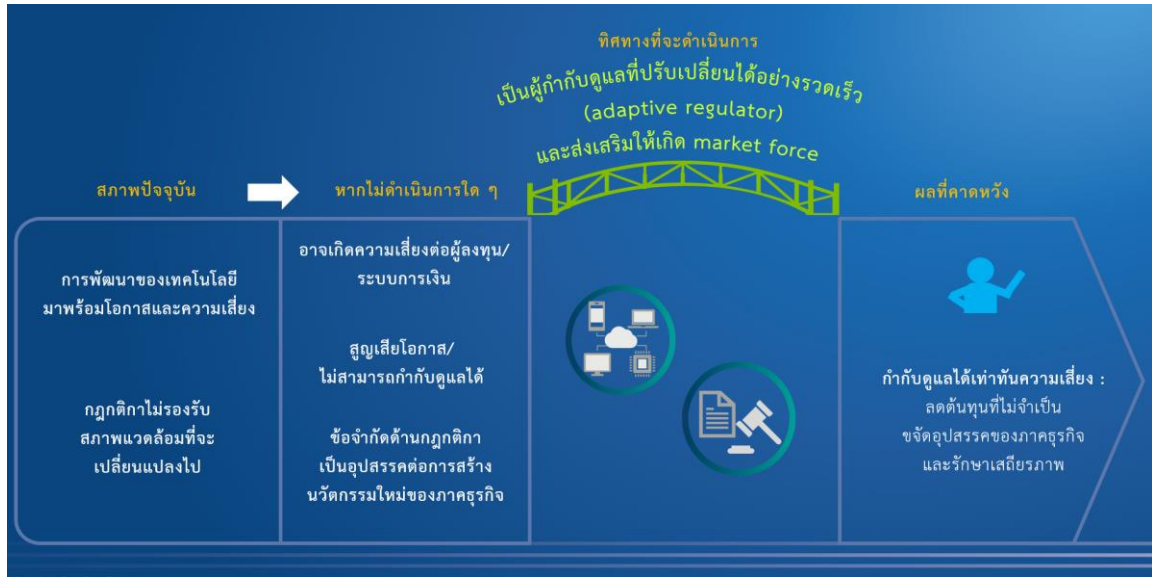 สภาพปัจจุบัน
การพัฒนาของเทคโนโลยี
มาพร้อมโอกาสและความเสี่ยง
กฎกติกาไม่รองรับ
สภาพแวดล้อมที่จะ
เปลี่ยนแปลงไป
หากไม่ดำเนินการใด ๆ
อาจเกิดความเสี่ยงต่อผู้ลงทุน/
ระบบการเงิน
สูญเสียโอกาส/
ไม่สามารถกำกับดูแลได้
ข้อจำกัดด้านกฎกติกา
เป็นอุปสรรคต่อการสร้าง
นวัตกรรมใหม่ของภาคธุรกิจ
ทิศทางที่จะดำเนินการ
เป็นผู้กำกับดูแลที่ปรับเปลี่ยนได้อย่างรวดเร็ว
(adaptive regulator)
และส่งเสริมให้เกิด market force
ผลที่คาดหวัง
กำกับดูแลได้เท่าทันความเสี่ยง :
ลดต้นทุนที่ไม่จำเป็น
ขจัดอุปสรรคของภาคธุรกิจ
และรักษาเสถียรภาพ